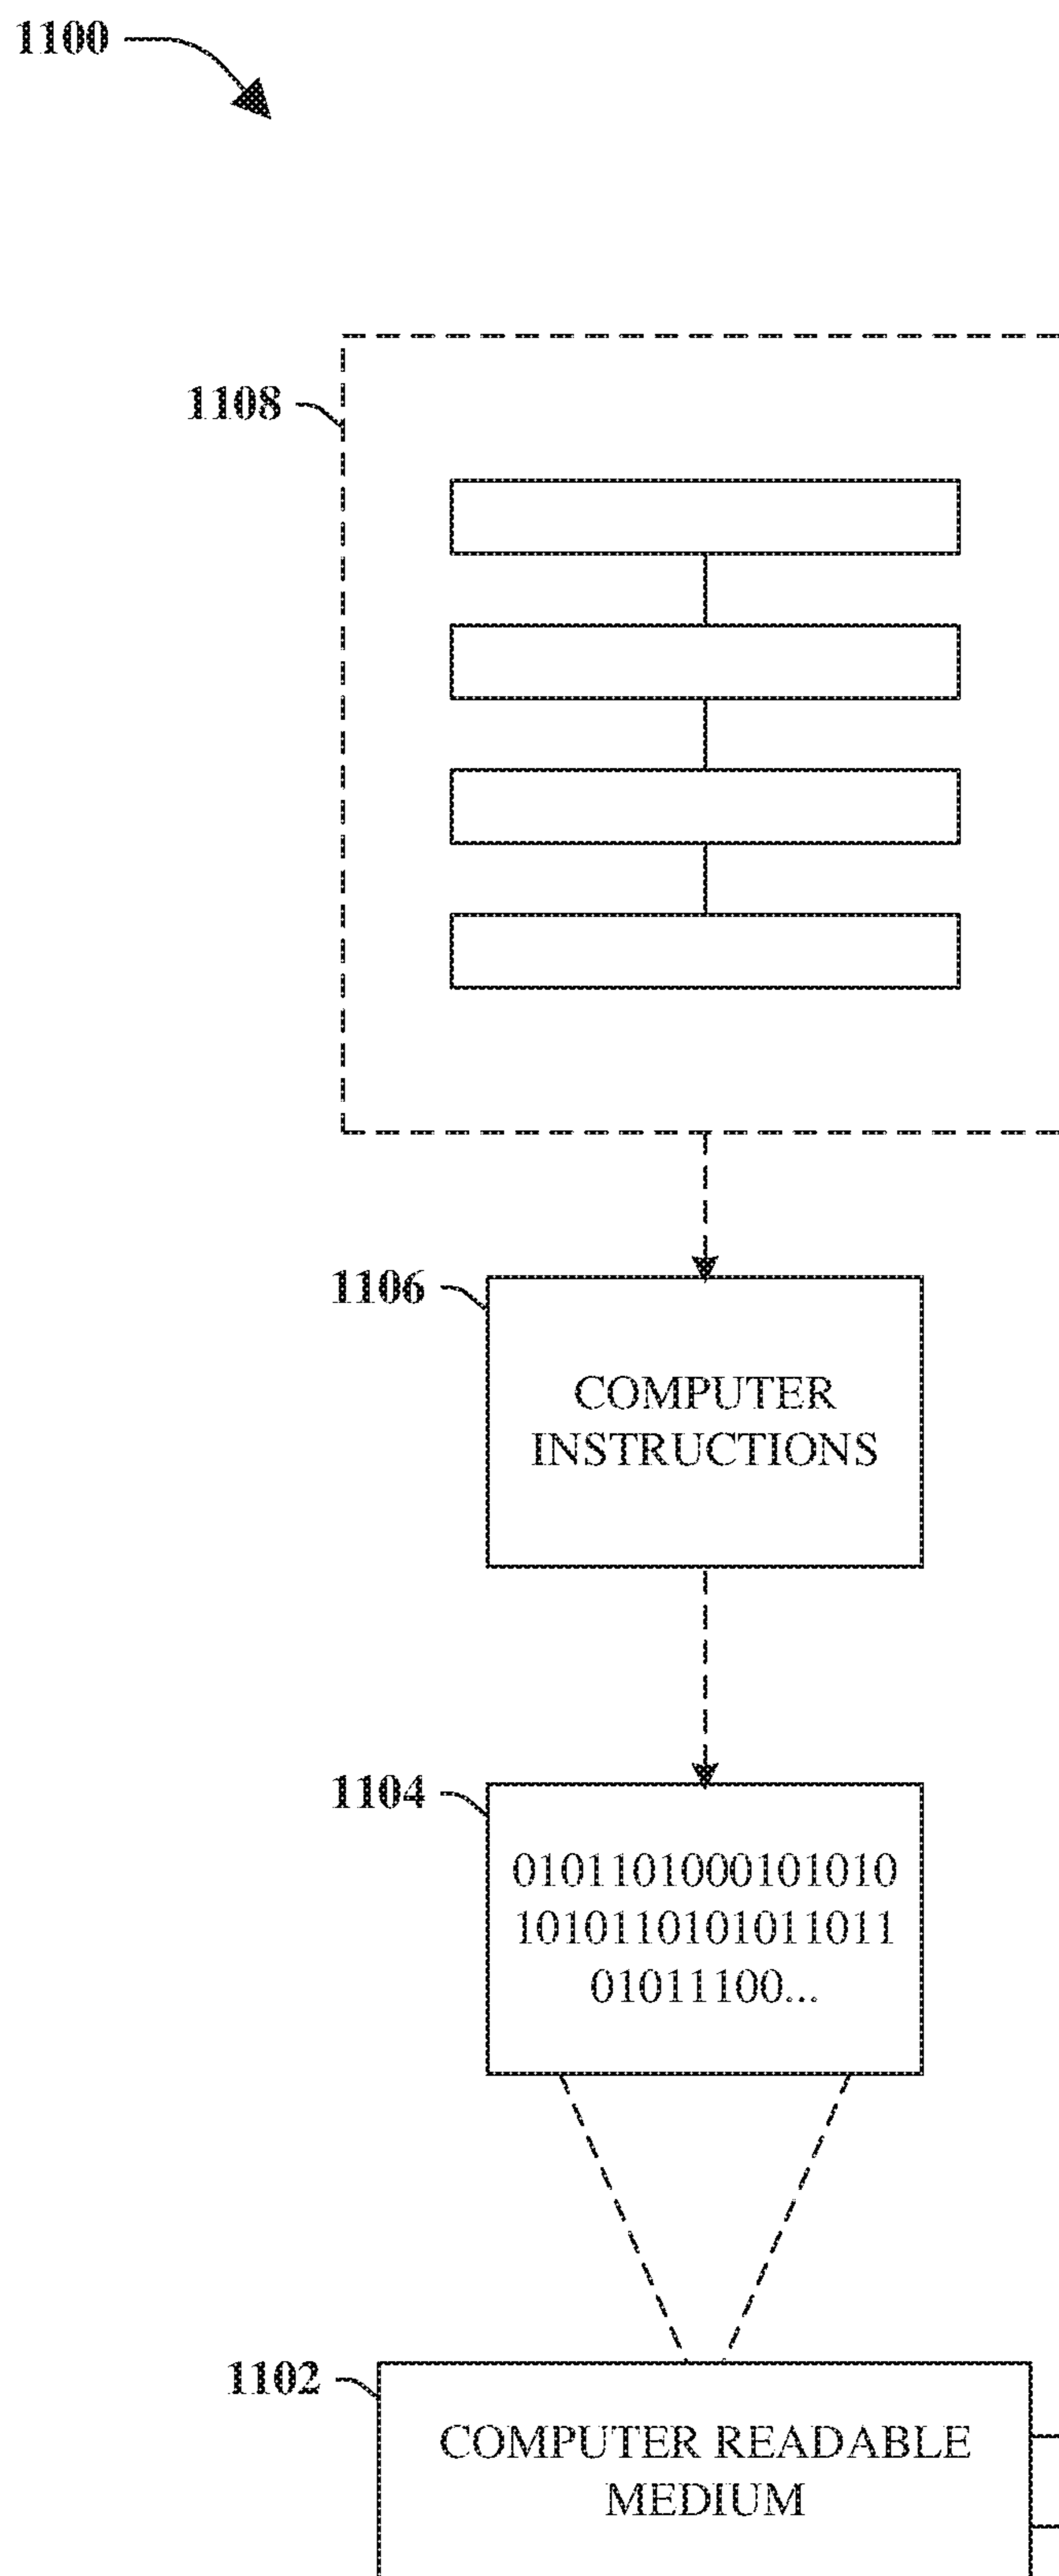 1100
1108
1106
COMPUTER
INSTRUCTIONS
1104
0101101000101010
1010110101011011
01011100...
1102
COMPUTER READABLE
MEDIUM